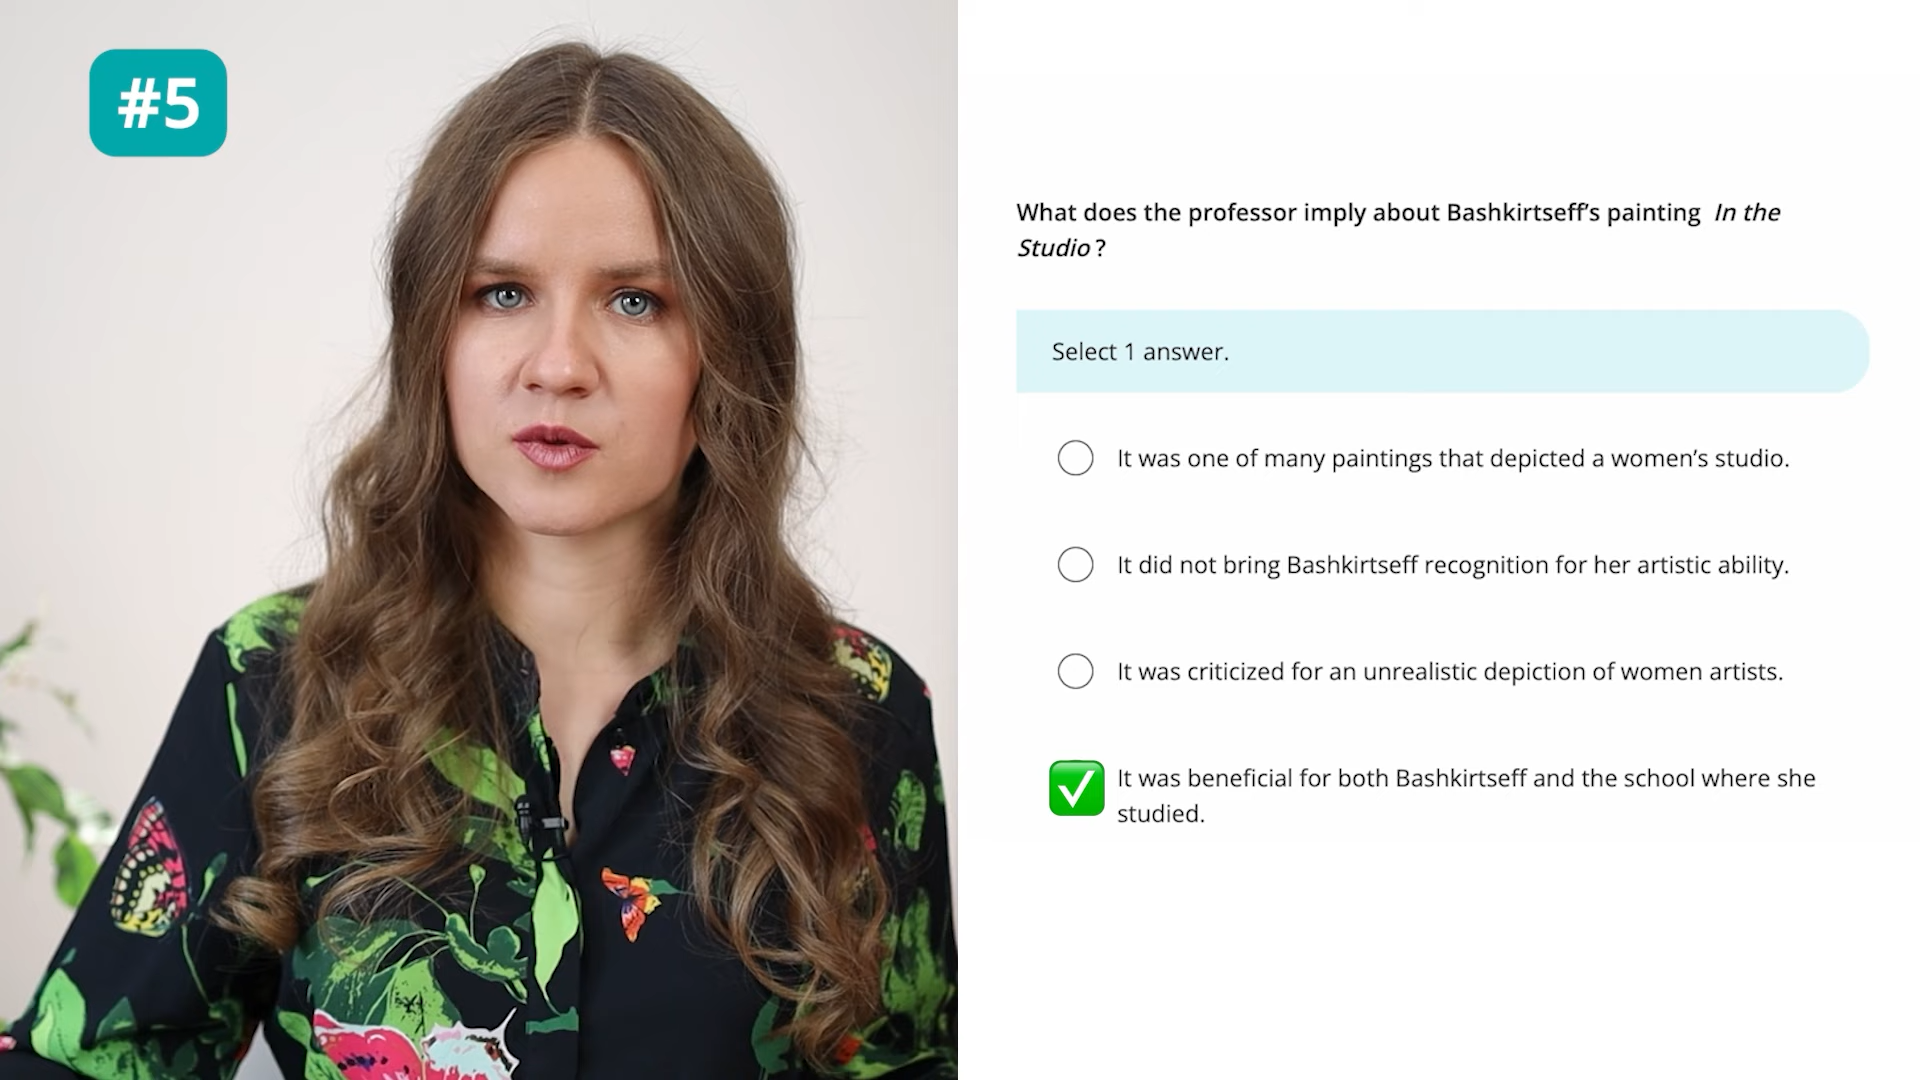 #5
What does the professor imply about Bashkirtseff’s painting In the
Studio ?
Select 1 answer.
It was one of many paintings that depicted a women’s studio.
It did not bring Bashkirtseff recognition for her artistic ability.
It was criticized for an unrealistic depiction of women artists.
It was beneficial for both Bashkirtseff and the school where she
studied.